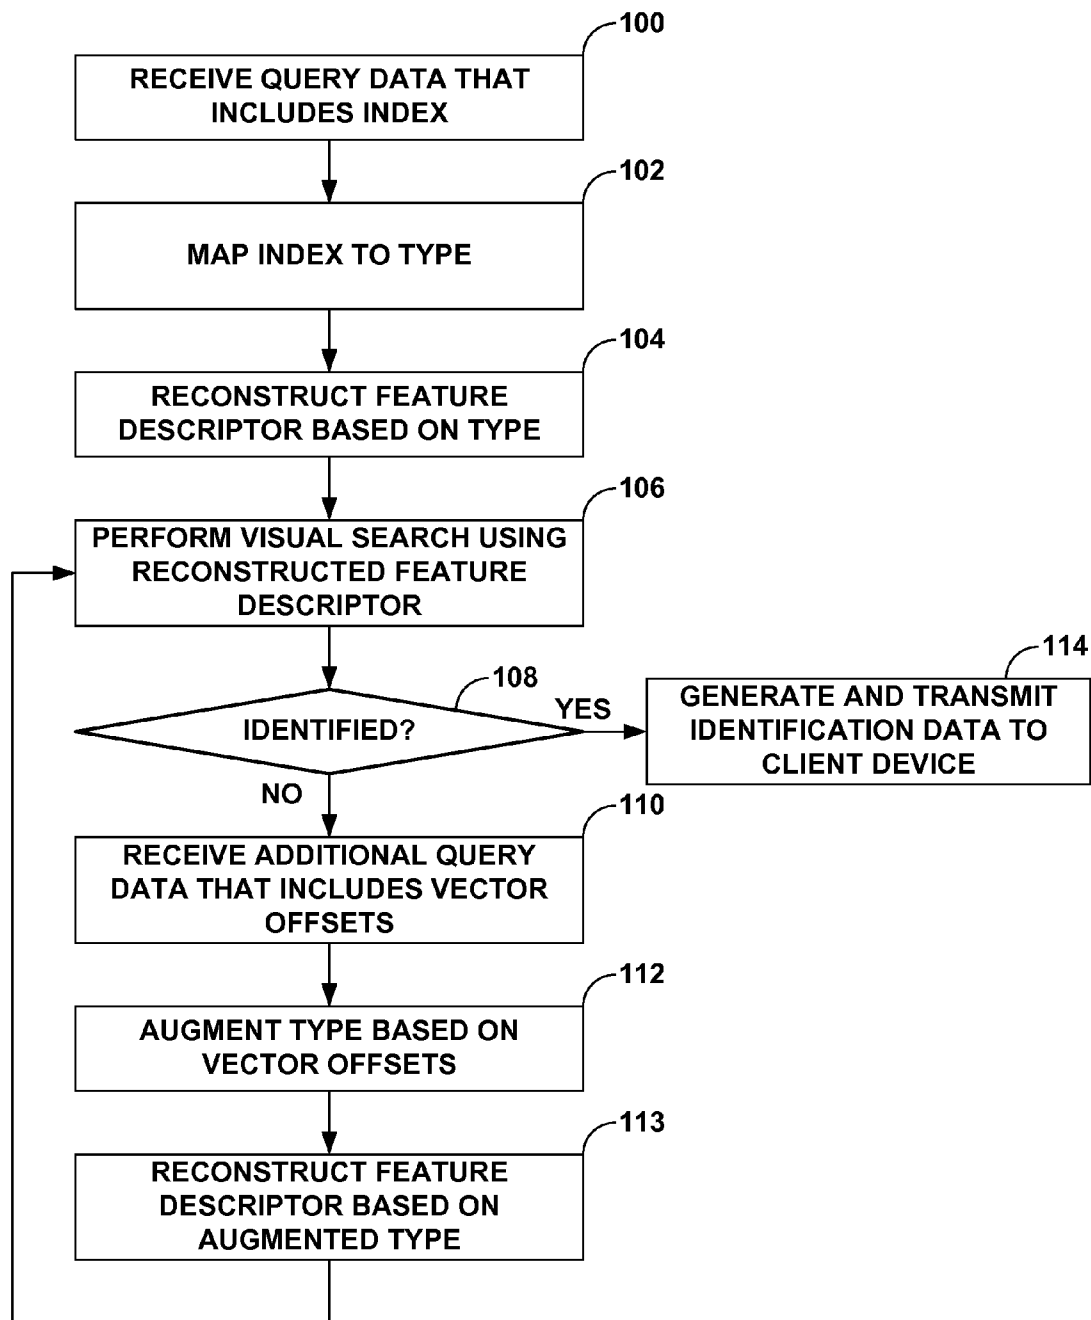 100
RECEIVE QUERY DATA THAT
INCLUDES INDEX
102
MAP INDEX TO TYPE
104
RECONSTRUCT FEATURE
DESCRIPTOR BASED ON TYPE
106
PERFORM VISUAL SEARCH USING
RECONSTRUCTED FEATURE
DESCRIPTOR
108
IDENTIFIED?
YES
114
GENERATE AND TRANSMIT
IDENTIFICATION DATA TO
CLIENT DEVICE
NO
110
RECEIVE ADDITIONAL QUERY
DATA THAT INCLUDES VECTOR
OFFSETS
112
AUGMENT TYPE BASED ON
VECTOR OFFSETS
113
RECONSTRUCT FEATURE
DESCRIPTOR BASED ON
AUGMENTED TYPE